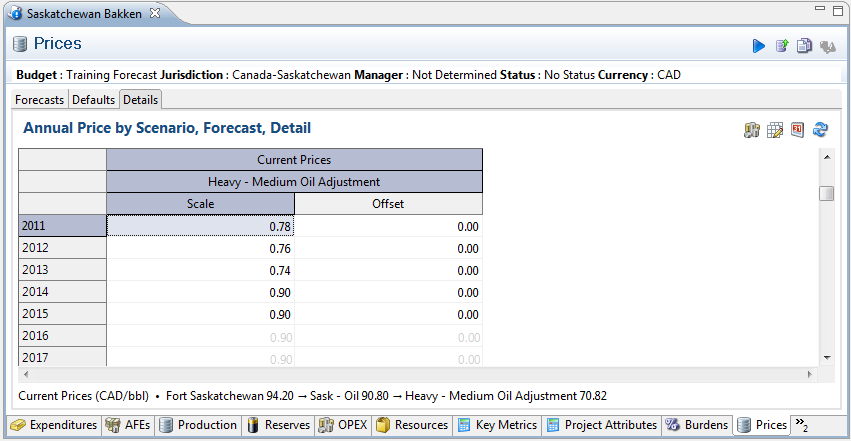 Saskatchewan Bakken
Prices
Budget : Training Forecast Jurisdiction : Canada-Saskatchewan Manager : Not Determined Status : No Status Currency : CAD
Forecasts Defaults Details
Annual Price by Scenario, Forecast, Detail
31
Current Prices
Heavy - Medium Oil Adjustment
Scale Offset
2011 0.78 0.00
2012 0.76 0.00
2013 0.74 0.00
2014 0.90 0.00
2015 0.90 0.00
2016 0.90 0.00
2017 0.90 0.00
Current Prices (CAD/bbl) • Fort Saskatchewan 94.20 → Sask - Oil 90.80 → Heavy - Medium Oil Adjustment 70.82
Expenditures AFEs Production Reserves OPEX Resources Key Metrics Project Attributes Burdens Prices »2